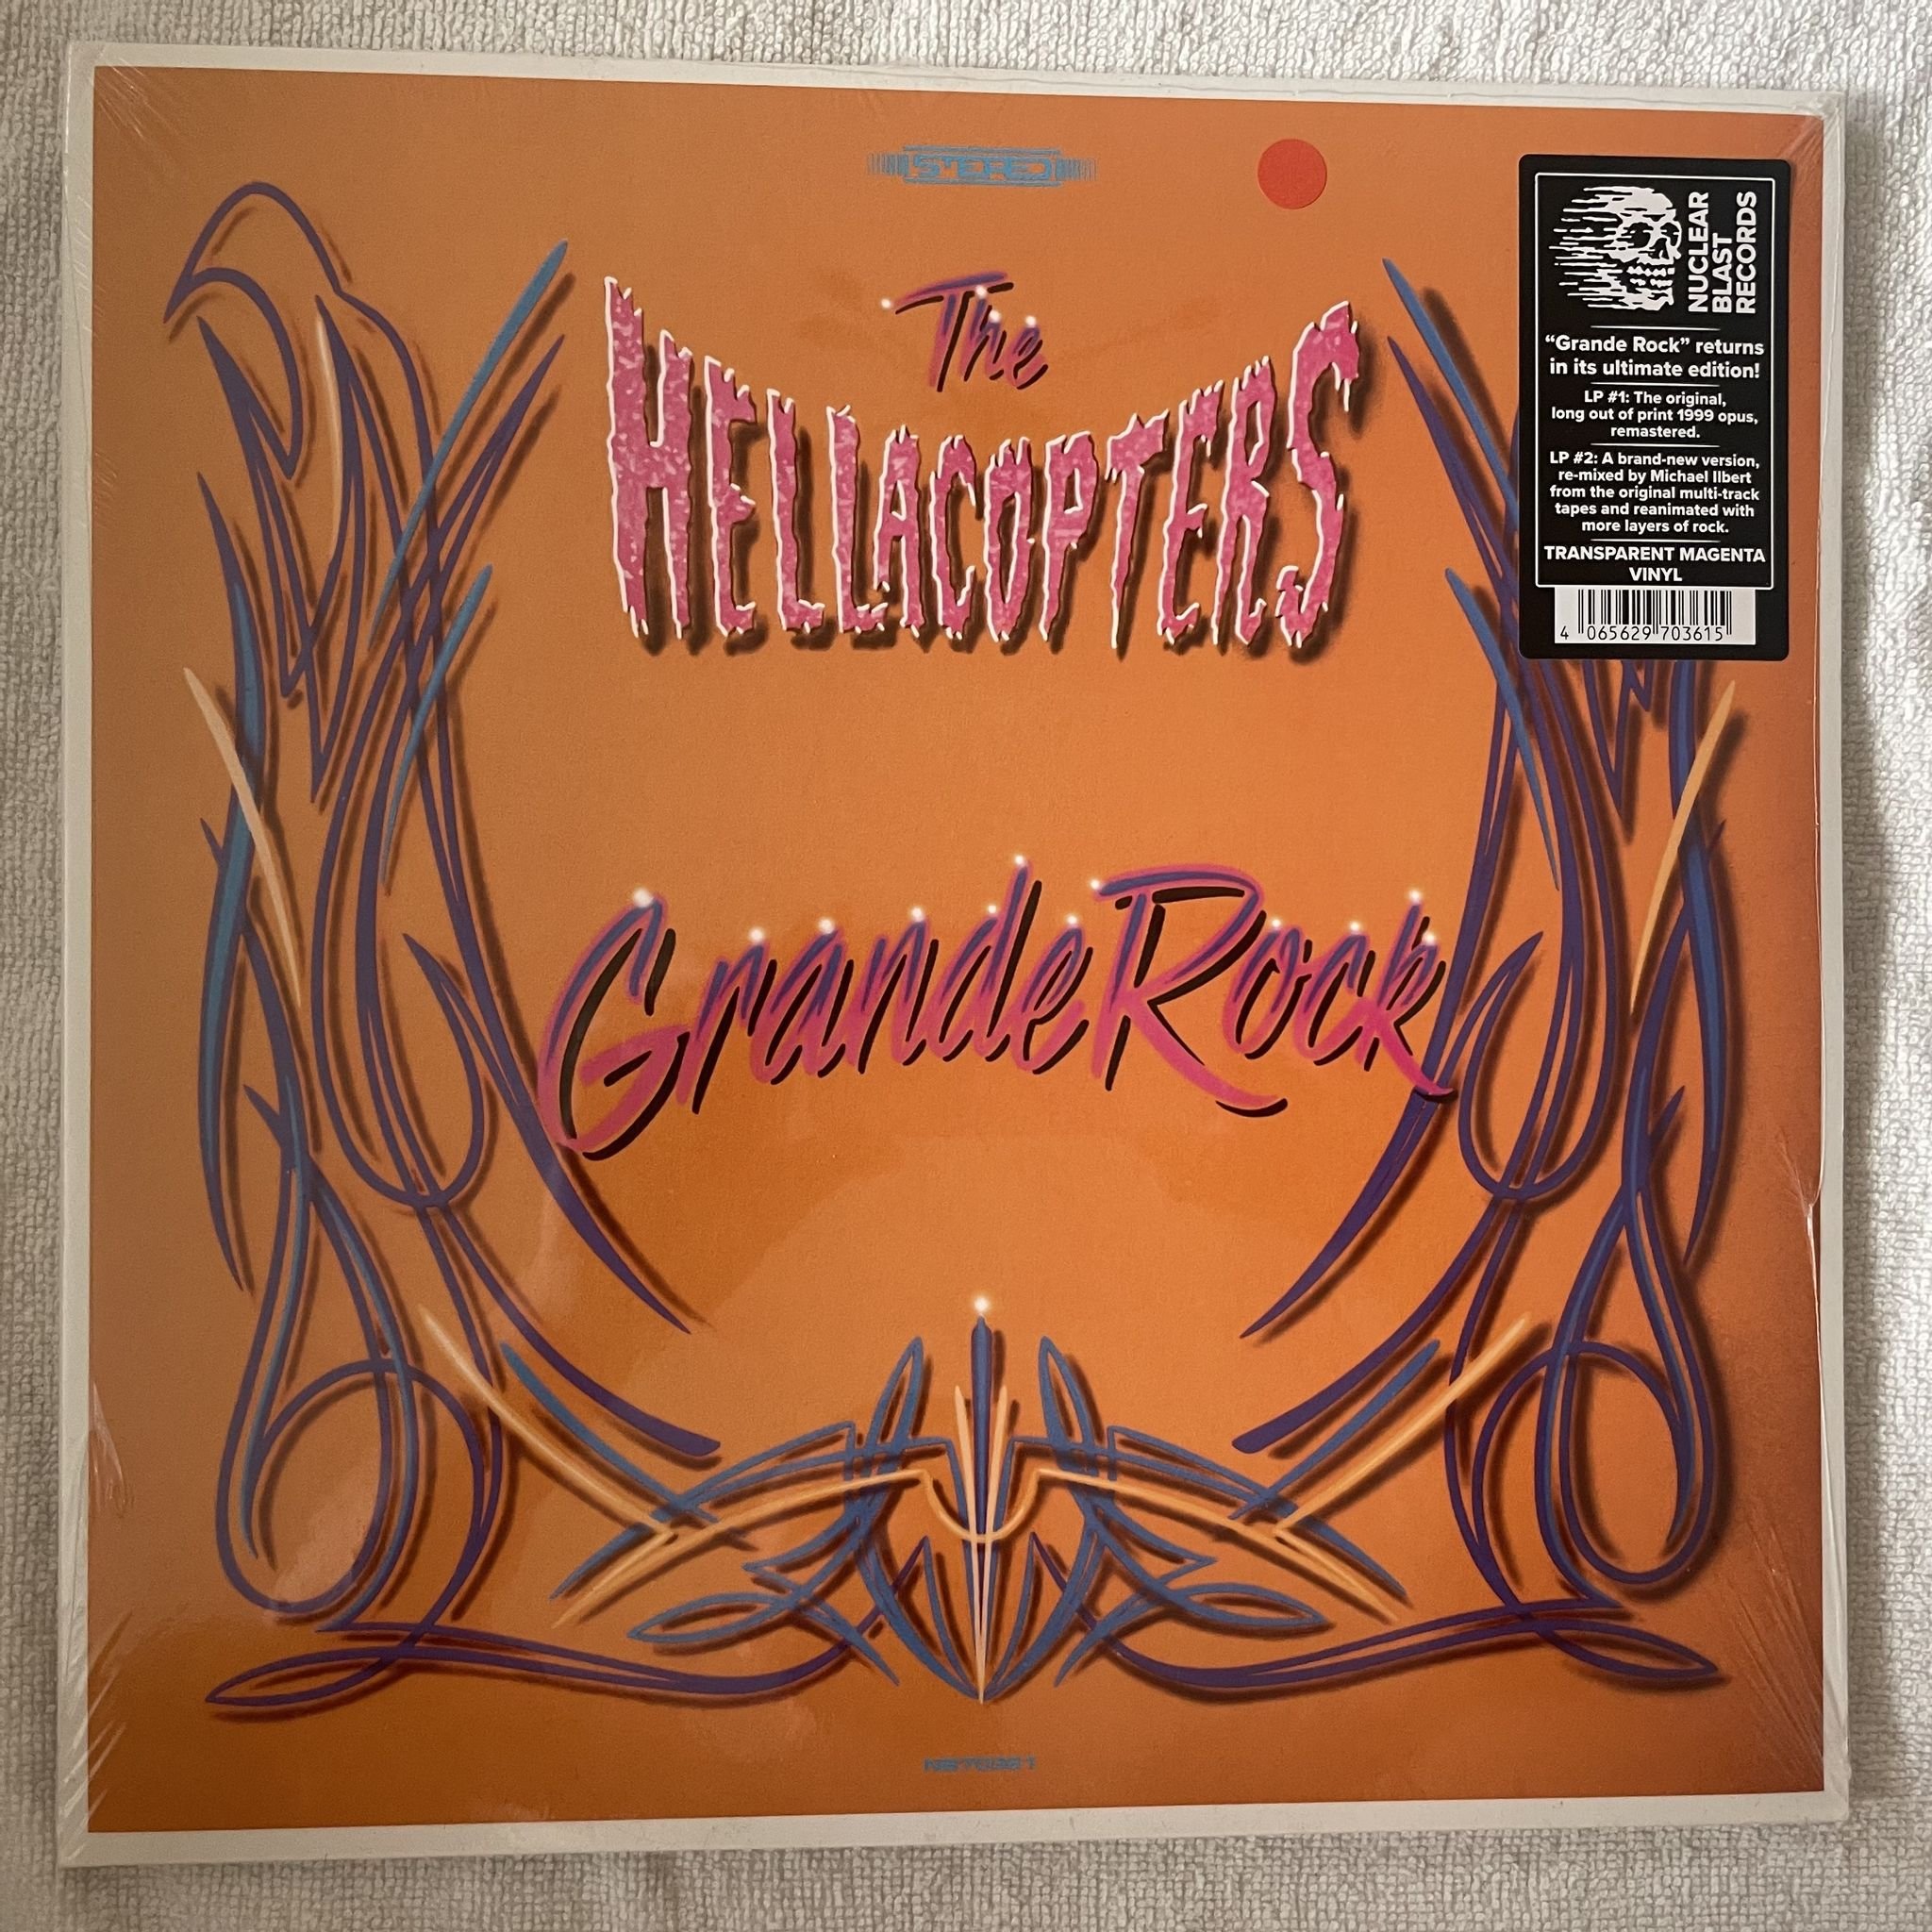 STEREO
The
HELLACOPTERS
Grande Rock
NUCLEAR
BLAST
RECORDS
“Grande Rock” returns
in its ultimate edition!
LP #1: The original,
long out of print 1999 opus,
remastered.
LP #2: A brand-new version,
re-mixed by Michael Ilbert
from the original multi-track
tapes and reanimated with
more layers of rock.
TRANSPARENT MAGENTA
VINYL
4 065629 703615